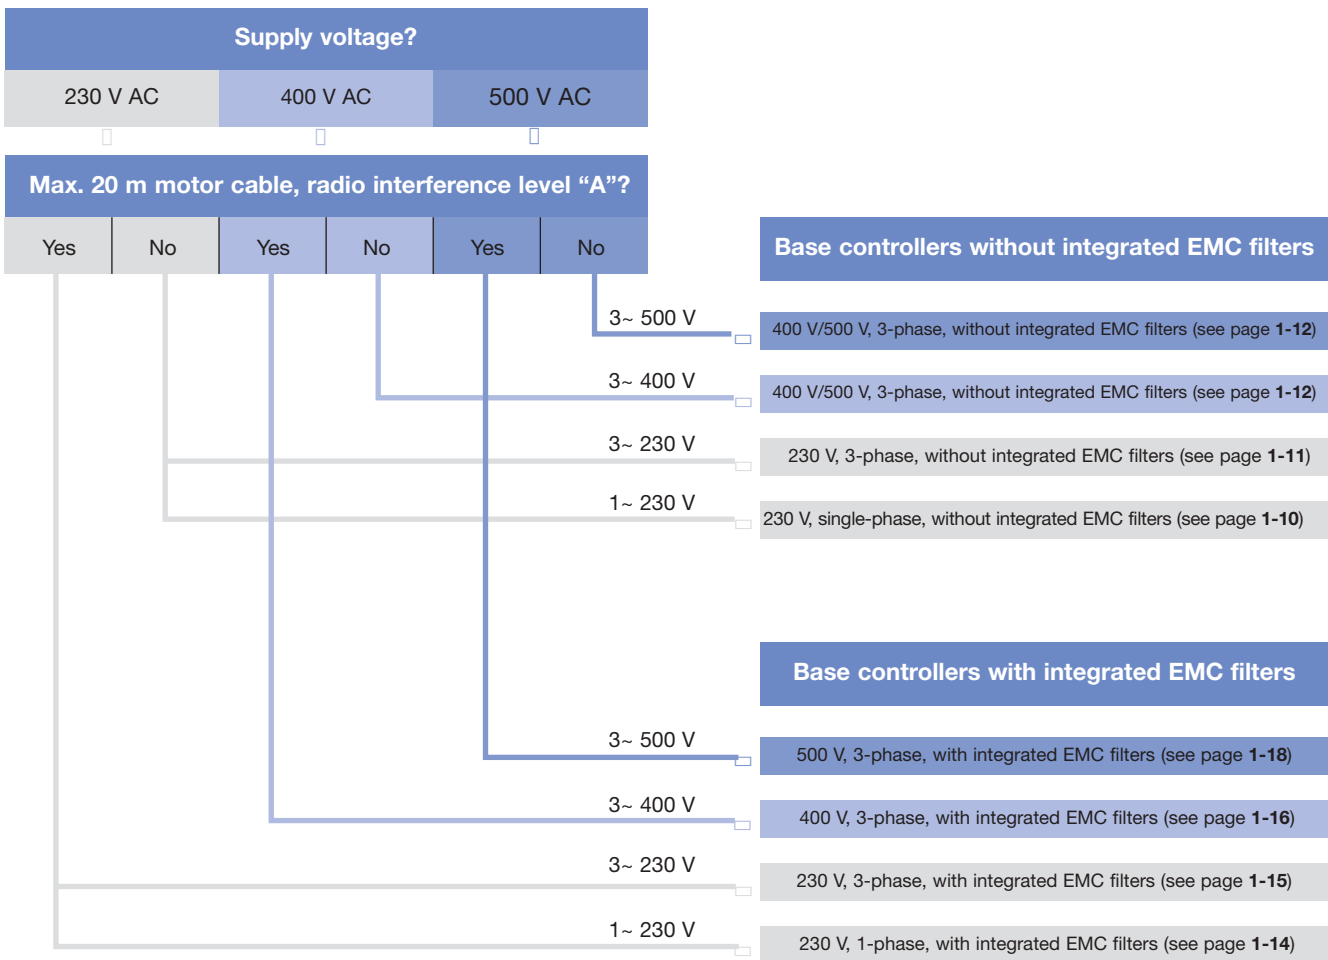 Supply voltage?
230 V AC 400 V AC 500 V AC
Max. 20 m motor cable, radio interference level “A”?
Yes No Yes No Yes No
Base controllers without integrated EMC filters
3~ 500 V
400 V/500 V, 3-phase, without integrated EMC filters (see page 1-12)
3~ 400 V
400 V/500 V, 3-phase, without integrated EMC filters (see page 1-12)
3~ 230 V
230 V, 3-phase, without integrated EMC filters (see page 1-11)
1~ 230 V
230 V, single-phase, without integrated EMC filters (see page 1-10)
Base controllers with integrated EMC filters
3~ 500 V
500 V, 3-phase, with integrated EMC filters (see page 1-18)
3~ 400 V
400 V, 3-phase, with integrated EMC filters (see page 1-16)
3~ 230 V
230 V, 3-phase, with integrated EMC filters (see page 1-15)
1~ 230 V
230 V, 1-phase, with integrated EMC filters (see page 1-14)